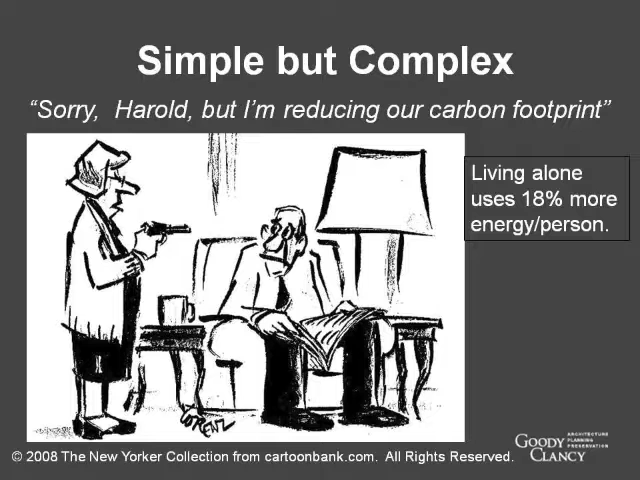 Simple but Complex
“Sorry,  Harold, but I’m reducing our carbon footprint”
Living alone
uses 18% more
energy/person.
LORENZ
GOODY
CLANCY
ARCHITECTURE
PLANNING
PRESERVATION
© 2008 The New Yorker Collection from cartoonbank.com.  All Rights Reserved.